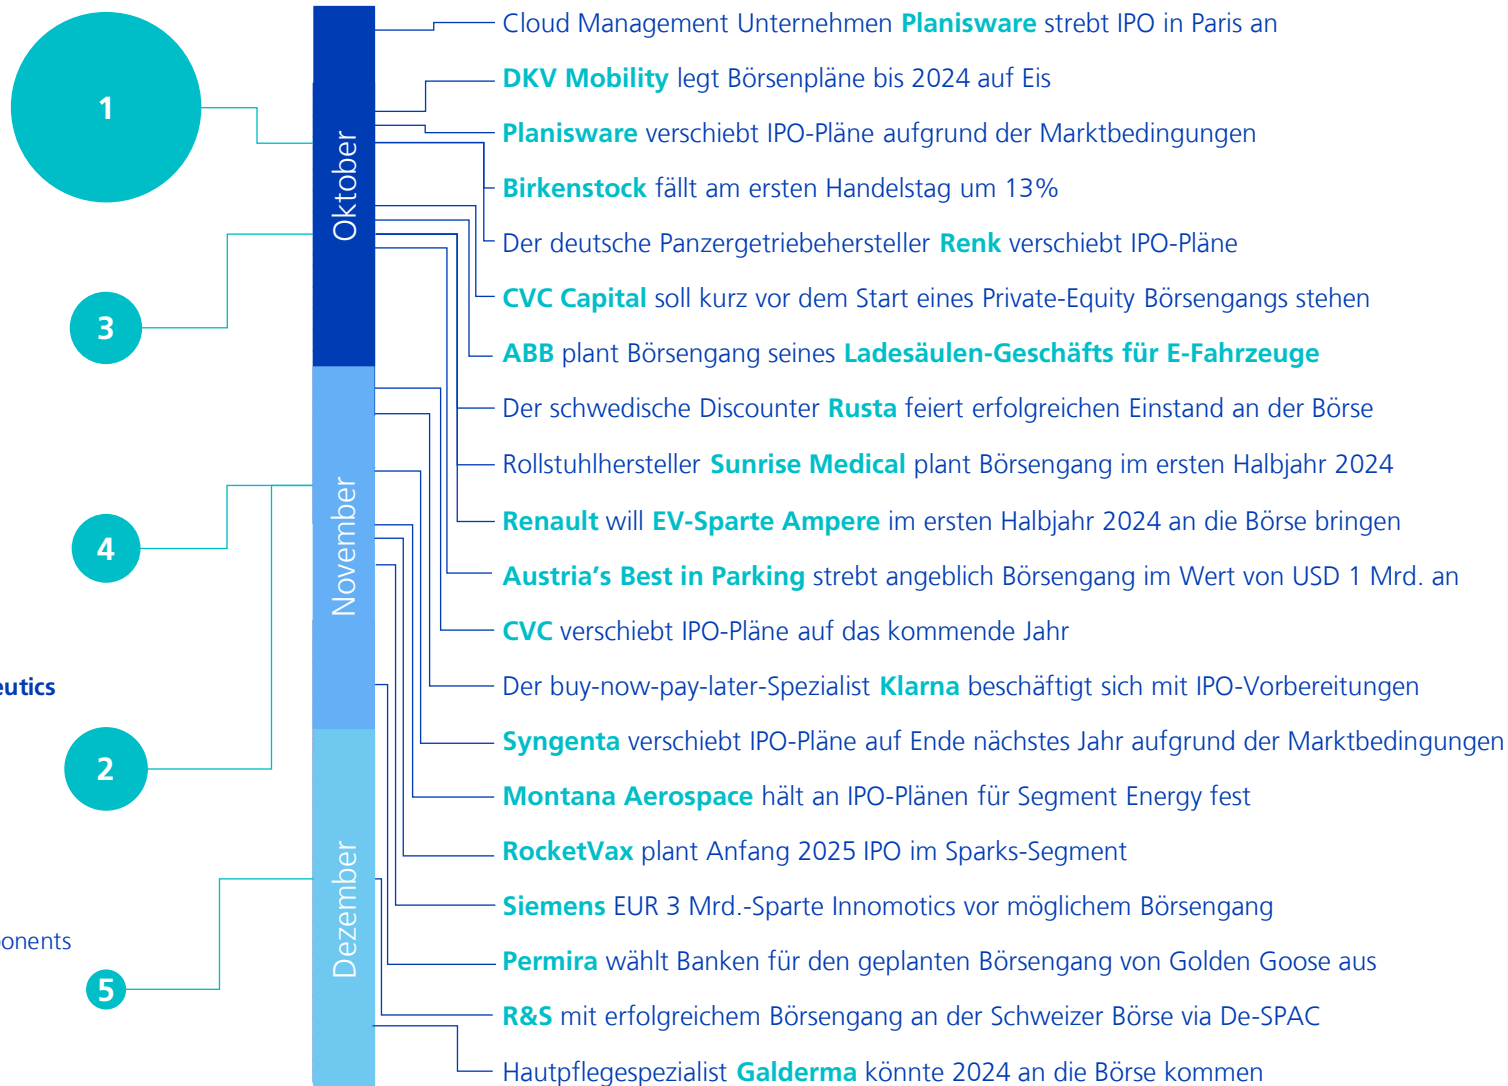 Cloud Management Unternehmen Planisware strebt IPO in Paris an
DKV Mobility legt Börsenpläne bis 2024 auf Eis
1
Planisware verschiebt IPO-Pläne aufgrund der Marktbedingungen
Oktober
Birkenstock fällt am ersten Handelstag um 13%
Der deutsche Panzergetriebehersteller Renk verschiebt IPO-Pläne
CVC Capital soll kurz vor dem Start eines Private-Equity Börsengangs stehen
3
ABB plant Börsengang seines Ladesäulen-Geschäfts für E-Fahrzeuge
Der schwedische Discounter Rusta feiert erfolgreichen Einstand an der Börse
Rollstuhlhersteller Sunrise Medical plant Börsengang im ersten Halbjahr 2024
Renault will EV-Sparte Ampere im ersten Halbjahr 2024 an die Börse bringen
4
November
Austria's Best in Parking strebt angeblich Börsengang im Wert von USD 1 Mrd. an
CVC verschiebt IPO-Pläne auf das kommende Jahr
eutics
Der buy-now-pay-later-Spezialist Klarna beschäftigt sich mit IPO-Vorbereitungen
Syngenta verschiebt IPO-Pläne auf Ende nächstes Jahr aufgrund der Marktbedingungen
2
Montana Aerospace hält an IPO-Plänen für Segment Energy fest
RocketVax plant Anfang 2025 IPO im Sparks-Segment
Dezember
Siemens EUR 3 Mrd.-Sparte Innomotics vor möglichem Börsengang
onents
Permira wählt Banken für den geplanten Börsengang von Golden Goose aus
5
R&S mit erfolgreichem Börsengang an der Schweizer Börse via De-SPAC
Hautpflegespezialist Galderma könnte 2024 an die Börse kommen